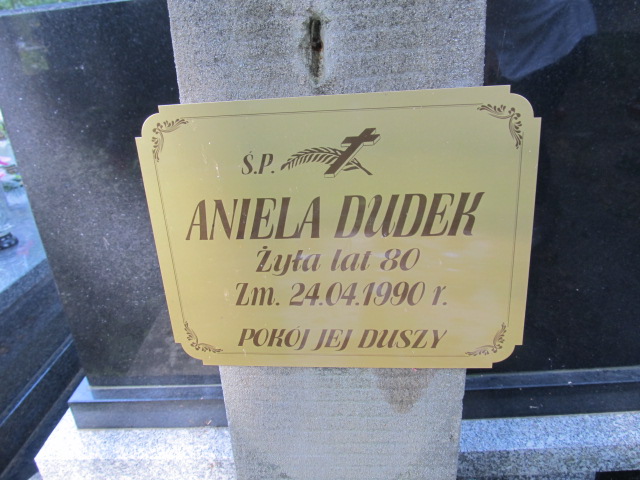 Ś.P.
ANIELA DUDEK
Żyła lat 80
Zm. 24.04.1990 r.
POKÓJ JEJ DUSZY